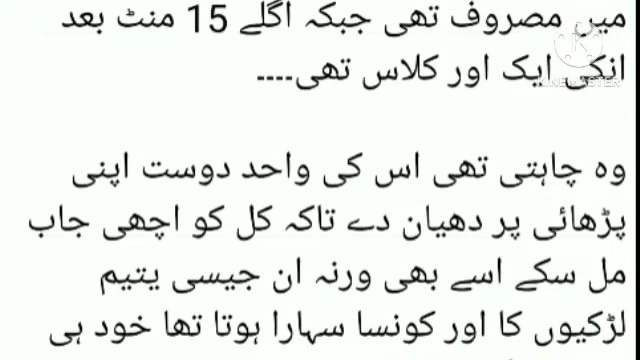 میں مصروف تھی جبکہ اگلے 15 منٹ بعد
انکی ایک اور کلاس تھی----
KINEMASTER
وہ چاہتی تھی اس کی واحد دوست اپنی
پڑھائی پر دھیان دے تاکہ کل کو اچھی جاب
مل سکے اسے بھی ورنہ ان جیسی یتیم
لڑکیوں کا اور کونسا سہارا ہوتا تھا خود ہی